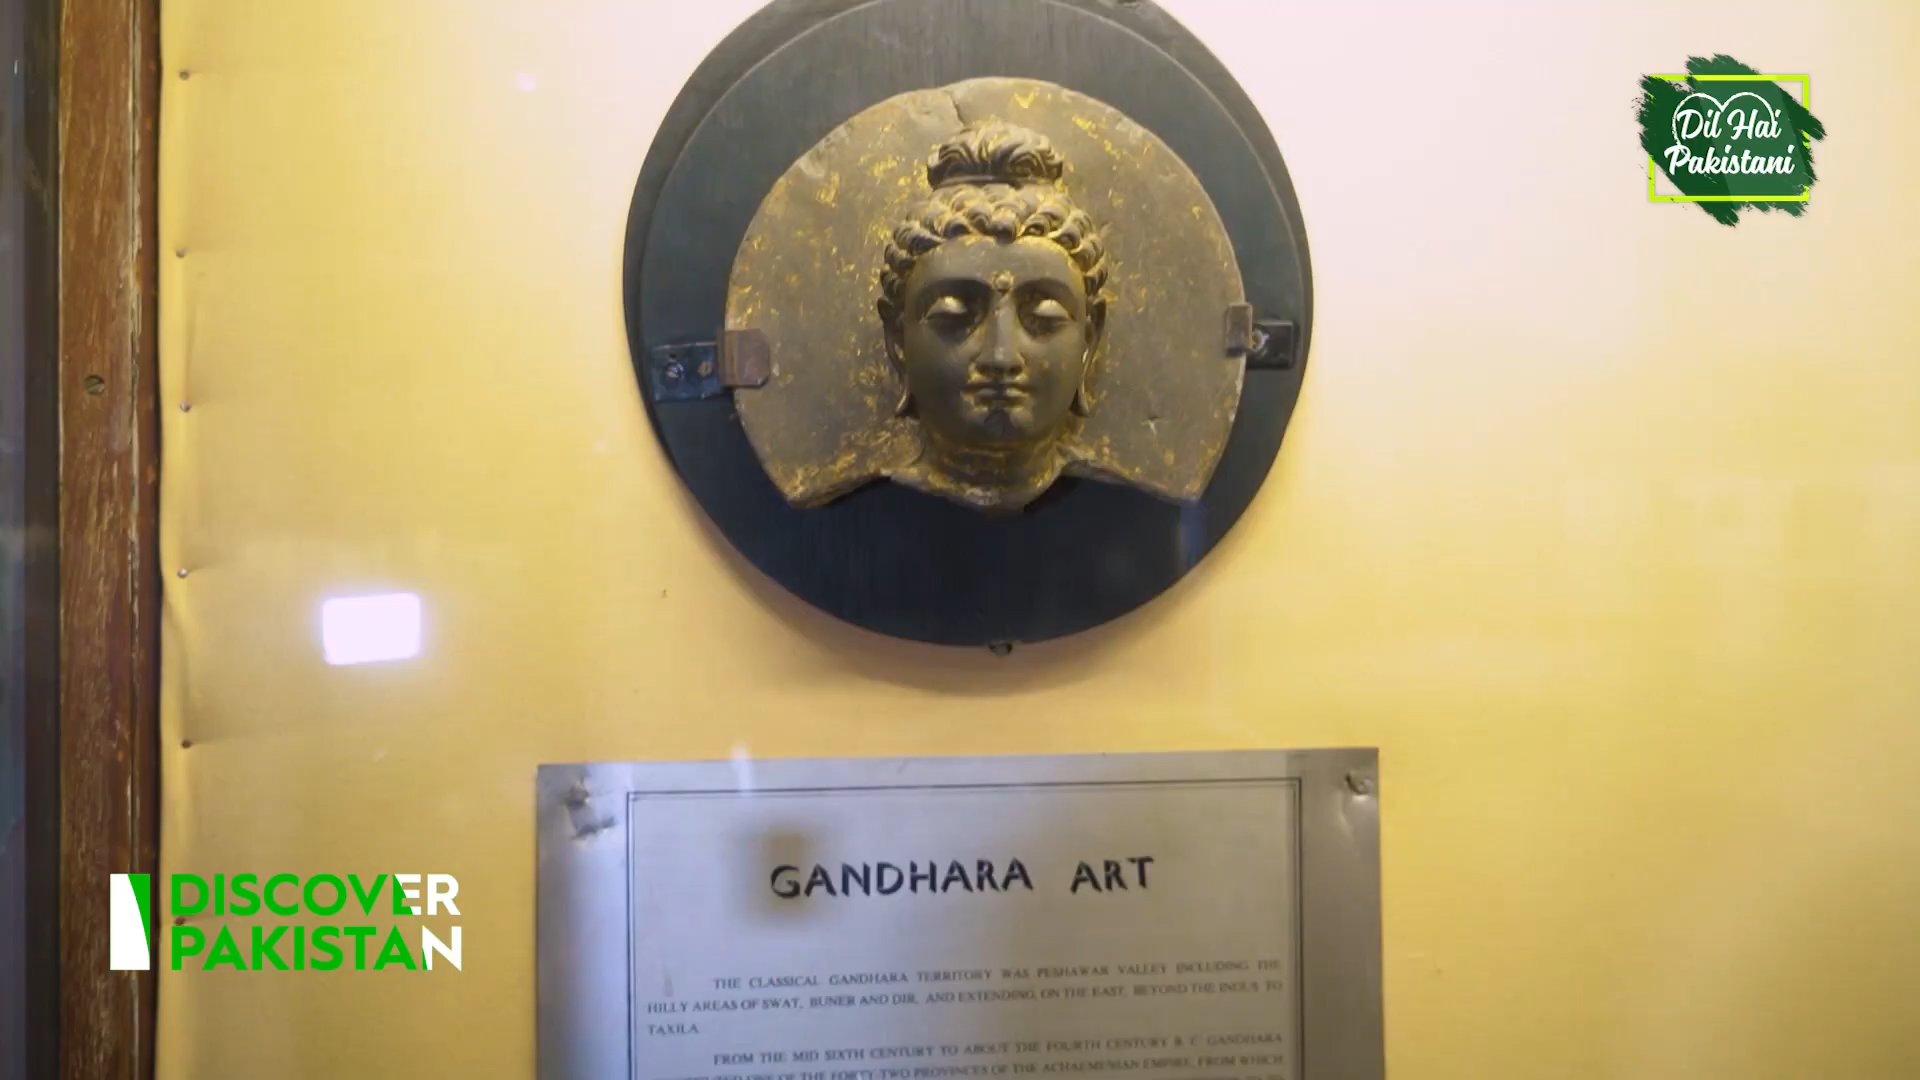 Dil Hai
Pakistani
GANDHARA ART
THE CLASSICAL GANDHARA TERRITORY WAS PESHAWAR VALLEY INCLUDING THE
HILLY AREAS OF SWAT, BUNER AND DIR, AND EXTENDING, ON THE EAST, BEYOND THE INDUS TO
TAXILA
FROM THE MID SIXTH CENTURY TO ABOUT THE FOURTH CENTURY B. C. GANDHARA
ONE OF THE FORTY TWO PROVINCES OF THE ACHAEMENIAN EMPIRE, FROM WHICH
DISCOVER
PAKISTAN